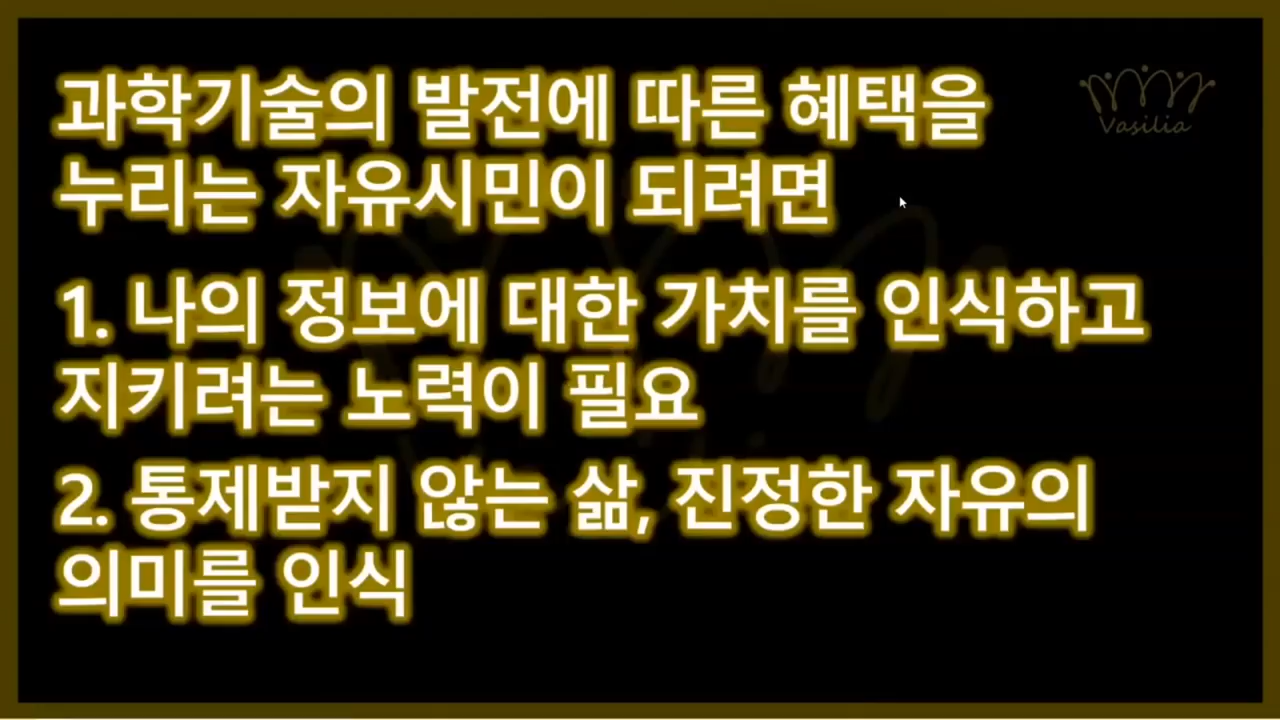 과학기술의 발전에 따른 혜택을
누리는 자유시민이 되려면
1. 나의 정보에 대한 가치를 인식하고
지키려는 노력이 필요
2. 통제받지 않는 삶, 진정한 자유의
의미를 인식
Vasilia